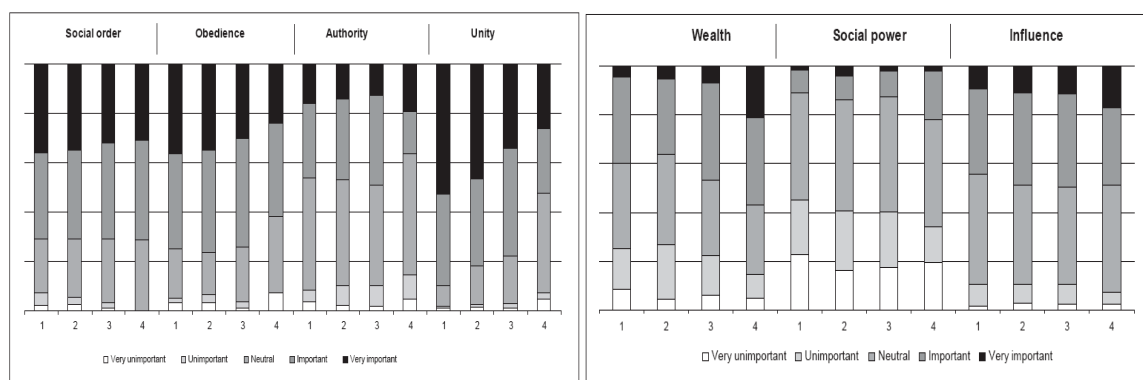 Social order Obedience Authority Unity
1 2 3 4 1 2 3 4 1 2 3 4 1 2 3 4
Very unimportant Unimportant Neutral Important Very important
Wealth Social power Influence
1 2 3 4 1 2 3 4 1 2 3 4
Very unimportant Unimportant Neutral Important Very important